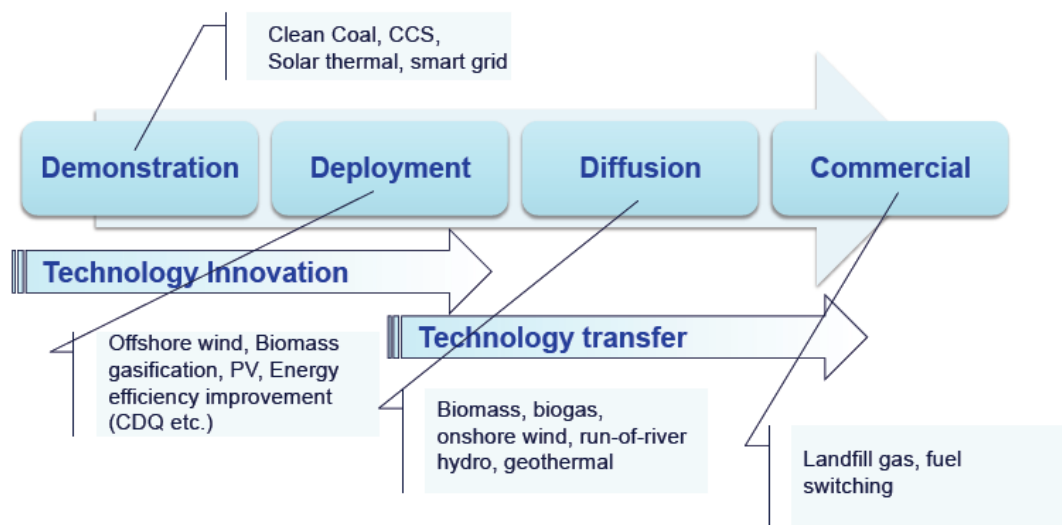 Clean Coal, CCS,
Solar thermal, smart grid
Demonstration
Deployment
Diffusion
Commercial
Technology Innovation
Technology transfer
Offshore wind, Biomass
gasification, PV, Energy
efficiency improvement
(CDQ etc.)
Biomass, biogas,
onshore wind, run-of-river
hydro, geothermal
Landfill gas, fuel
switching